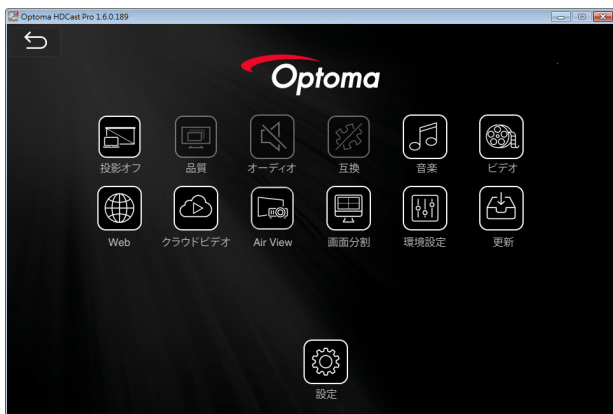 Optoma HDCast Pro 1.6.0.189
Optoma
投影オフ 品質 オーディオ 互換 音楽 ビデオ
Web クラウドビデオ Air View 画面分割 環境設定 更新
設定